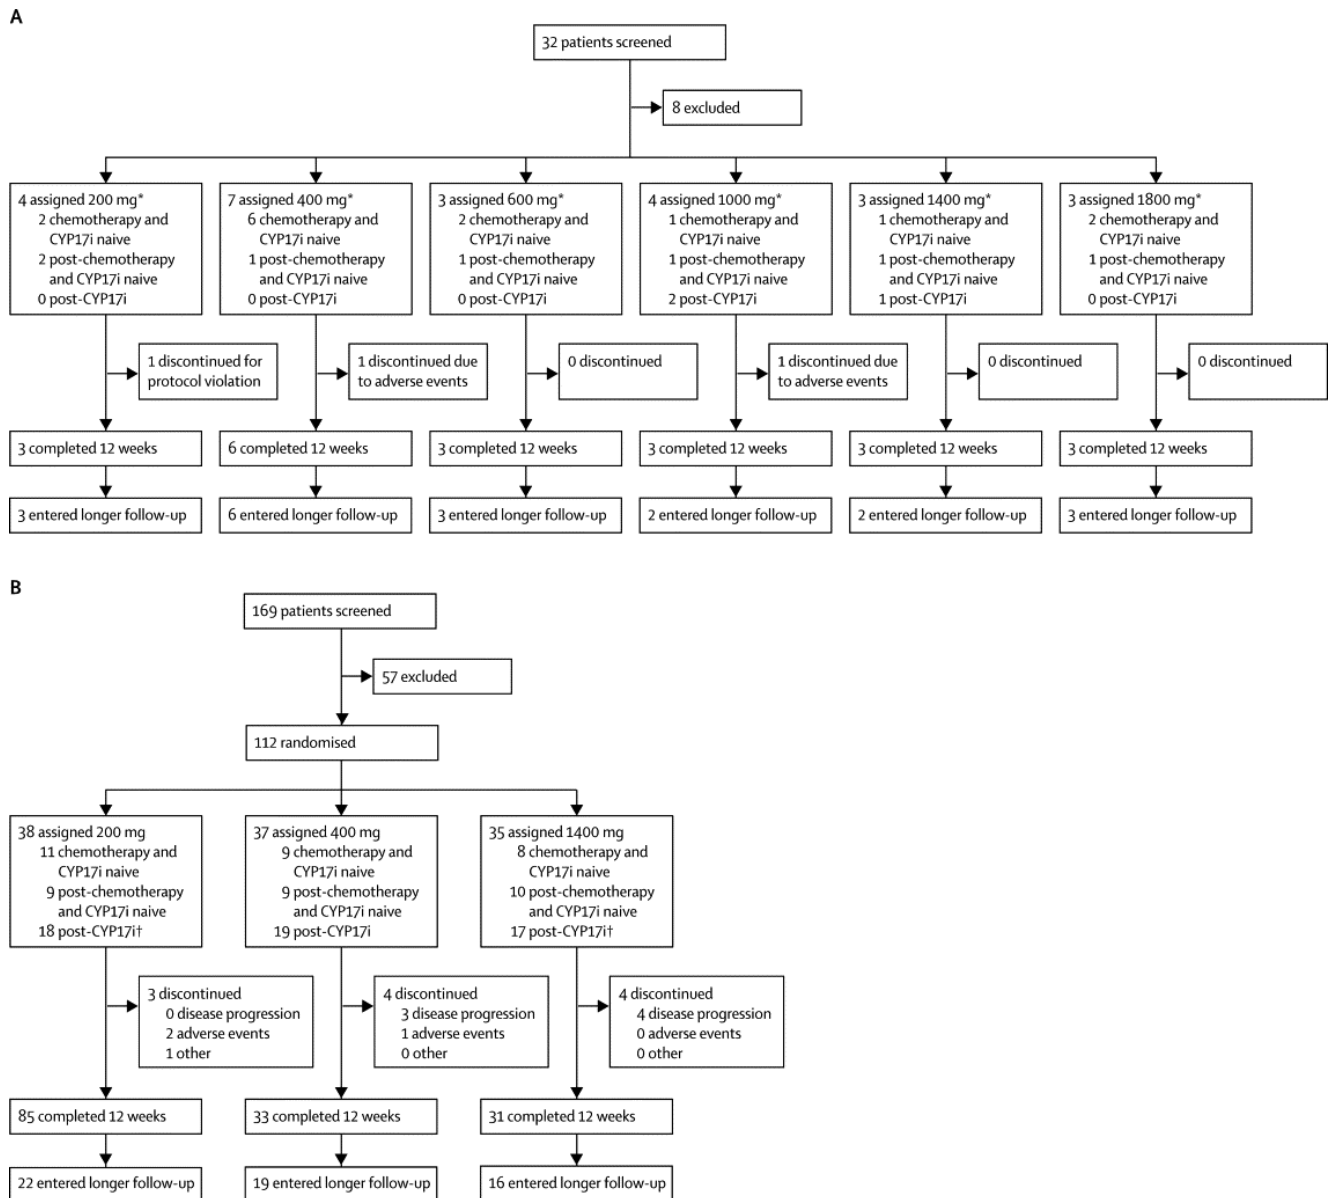 A
32 patients screened
8 excluded
4 assigned 200 mg*
2 chemotherapy and
CYP17i naive
2 post-chemotherapy
and CYP17i naive
0 post-CYP17i
7 assigned 400 mg*
6 chemotherapy and
CYP17i naive
1 post-chemotherapy
and CYP17i naive
0 post-CYP17i
3 assigned 600 mg*
2 chemotherapy and
CYP17i naive
1 post-chemotherapy
and CYP17i naive
0 post-CYP17i
4 assigned 1000 mg*
1 chemotherapy and
CYP17i naive
1 post-chemotherapy
and CYP17i naive
2 post-CYP17i
3 assigned 1400 mg*
1 chemotherapy and
CYP17i naive
1 post-chemotherapy
and CYP17i naive
1 post-CYP17i
3 assigned 1800 mg*
2 chemotherapy and
CYP17i naive
1 post-chemotherapy
and CYP17i naive
0 post-CYP17i
1 discontinued for
protocol violation
1 discontinued due
to adverse events
0 discontinued
1 discontinued due
to adverse events
0 discontinued
0 discontinued
3 completed 12 weeks
6 completed 12 weeks
3 completed 12 weeks
3 completed 12 weeks
3 completed 12 weeks
3 completed 12 weeks
3 entered longer follow-up
6 entered longer follow-up
3 entered longer follow-up
2 entered longer follow-up
2 entered longer follow-up
3 entered longer follow-up
B
169 patients screened
57 excluded
112 randomised
38 assigned 200 mg
11 chemotherapy and
CYP17i naive
9 post-chemotherapy
and CYP17i naive
18 post-CYP17i†
37 assigned 400 mg
9 chemotherapy and
CYP17i naive
9 post-chemotherapy
and CYP17i naive
19 post-CYP17i
35 assigned 1400 mg
8 chemotherapy and
CYP17i naive
10 post-chemotherapy
and CYP17i naive
17 post-CYP17i†
3 discontinued
0 disease progression
2 adverse events
1 other
4 discontinued
3 disease progression
1 adverse events
0 other
4 discontinued
4 disease progression
0 adverse events
0 other
85 completed 12 weeks
33 completed 12 weeks
31 completed 12 weeks
22 entered longer follow-up
19 entered longer follow-up
16 entered longer follow-up